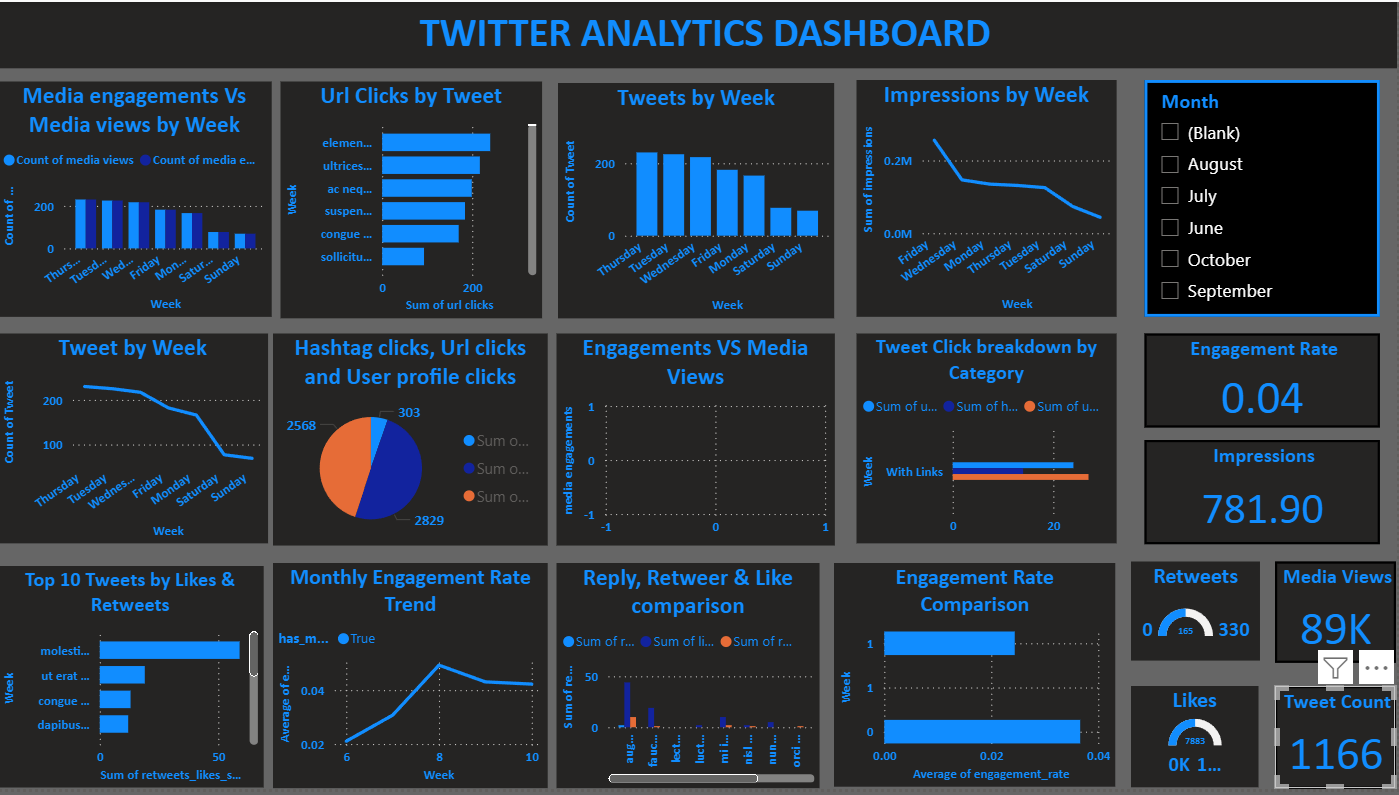 TWITTER ANALYTICS DASHBOARD
Media engagements Vs
Media views by Week
Count of media views
Count of media e...
Count of ...
200
0
Thurs...
Tuesd...
Wed...
Friday
Mon...
Satur...
Sunday
Week
Url Clicks by Tweet
Week
elemen...
ultrices...
ac neq...
suspen...
congue ...
sollicitu...
0
200
Sum of url clicks
Tweets by Week
Count of Tweet
200
0
Thursday
Tuesday
Wednesday
Friday
Monday
Saturday
Sunday
Week
Impressions by Week
Sum of impressions
0.2M
0.0M
Friday
Wednesday
Monday
Thursday
Tuesday
Saturday
Sunday
Week
Month
(Blank)
August
July
June
October
September
Tweet by Week
Count of Tweet
200
100
Thursday
Tuesday
Wednes...
Friday
Monday
Saturday
Sunday
Week
Hashtag clicks, Url clicks
and User profile clicks
303
2568
2829
Sum o...
Sum o...
Sum o...
Engagements VS Media
Views
media engagements
1
0
-1
-1
0
1
Tweet Click breakdown by
Category
Sum of u...
Sum of h...
Sum of u...
Week
With Links
0
20
Engagement Rate
0.04
Impressions
781.90
Top 10 Tweets by Likes &
Retweets
Week
molesti...
ut erat ...
congue ...
dapibus...
0
50
Sum of retweets_likes_s...
Monthly Engagement Rate
Trend
has_m...
True
Average of e...
0.04
0.02
6
8
10
Week
Reply, Retweer & Like
comparison
Sum of r...
Sum of li...
Sum of r...
Sum of re...
50
0
aug...
fauc...
lect...
luct...
mi i...
nisl ...
nun...
orci ...
Engagement Rate
Comparison
Week
1
1
0
0.00
0.02
0.04
Average of engagement_rate
Retweets
0
165
330
Media Views
89K
Likes
7883
0K 1...
Tweet Count
1166